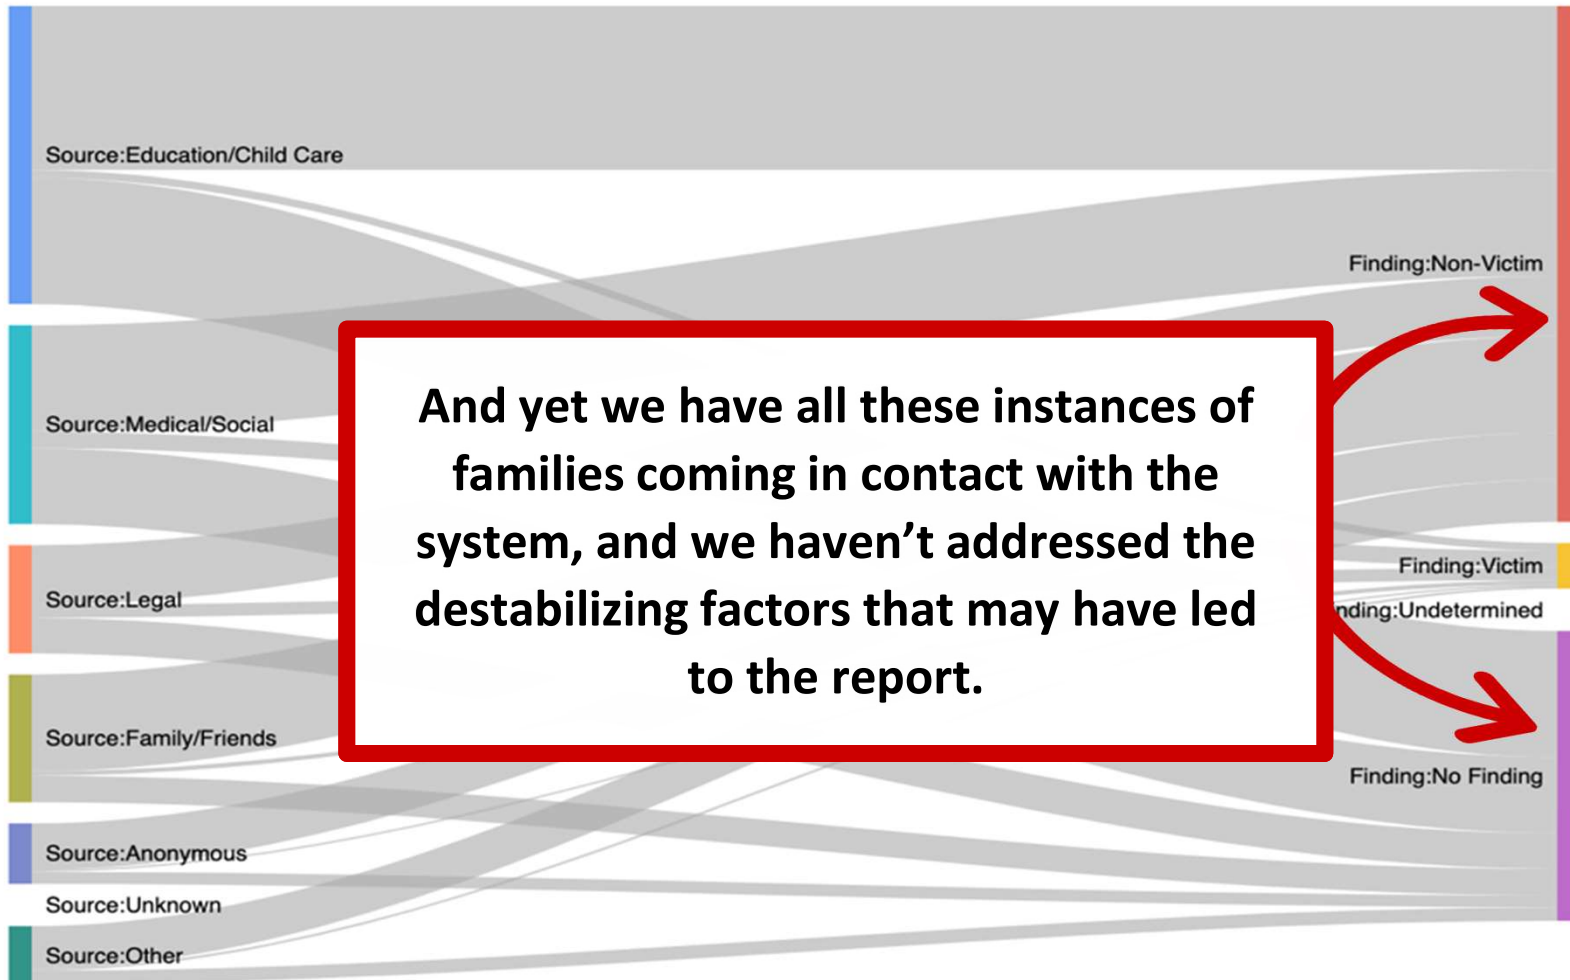 Source:Education/Child Care
Finding:Non-Victim
And yet we have all these instances of
families coming in contact with the
system, and we haven’t addressed the
destabilizing factors that may have led
to the report.
Source:Medical/Social
Finding:Victim
Source:Legal
nding:Undetermined
Source:Family/Friends
Finding:No Finding
Source:Anonymous
Source:Unknown
Source:Other